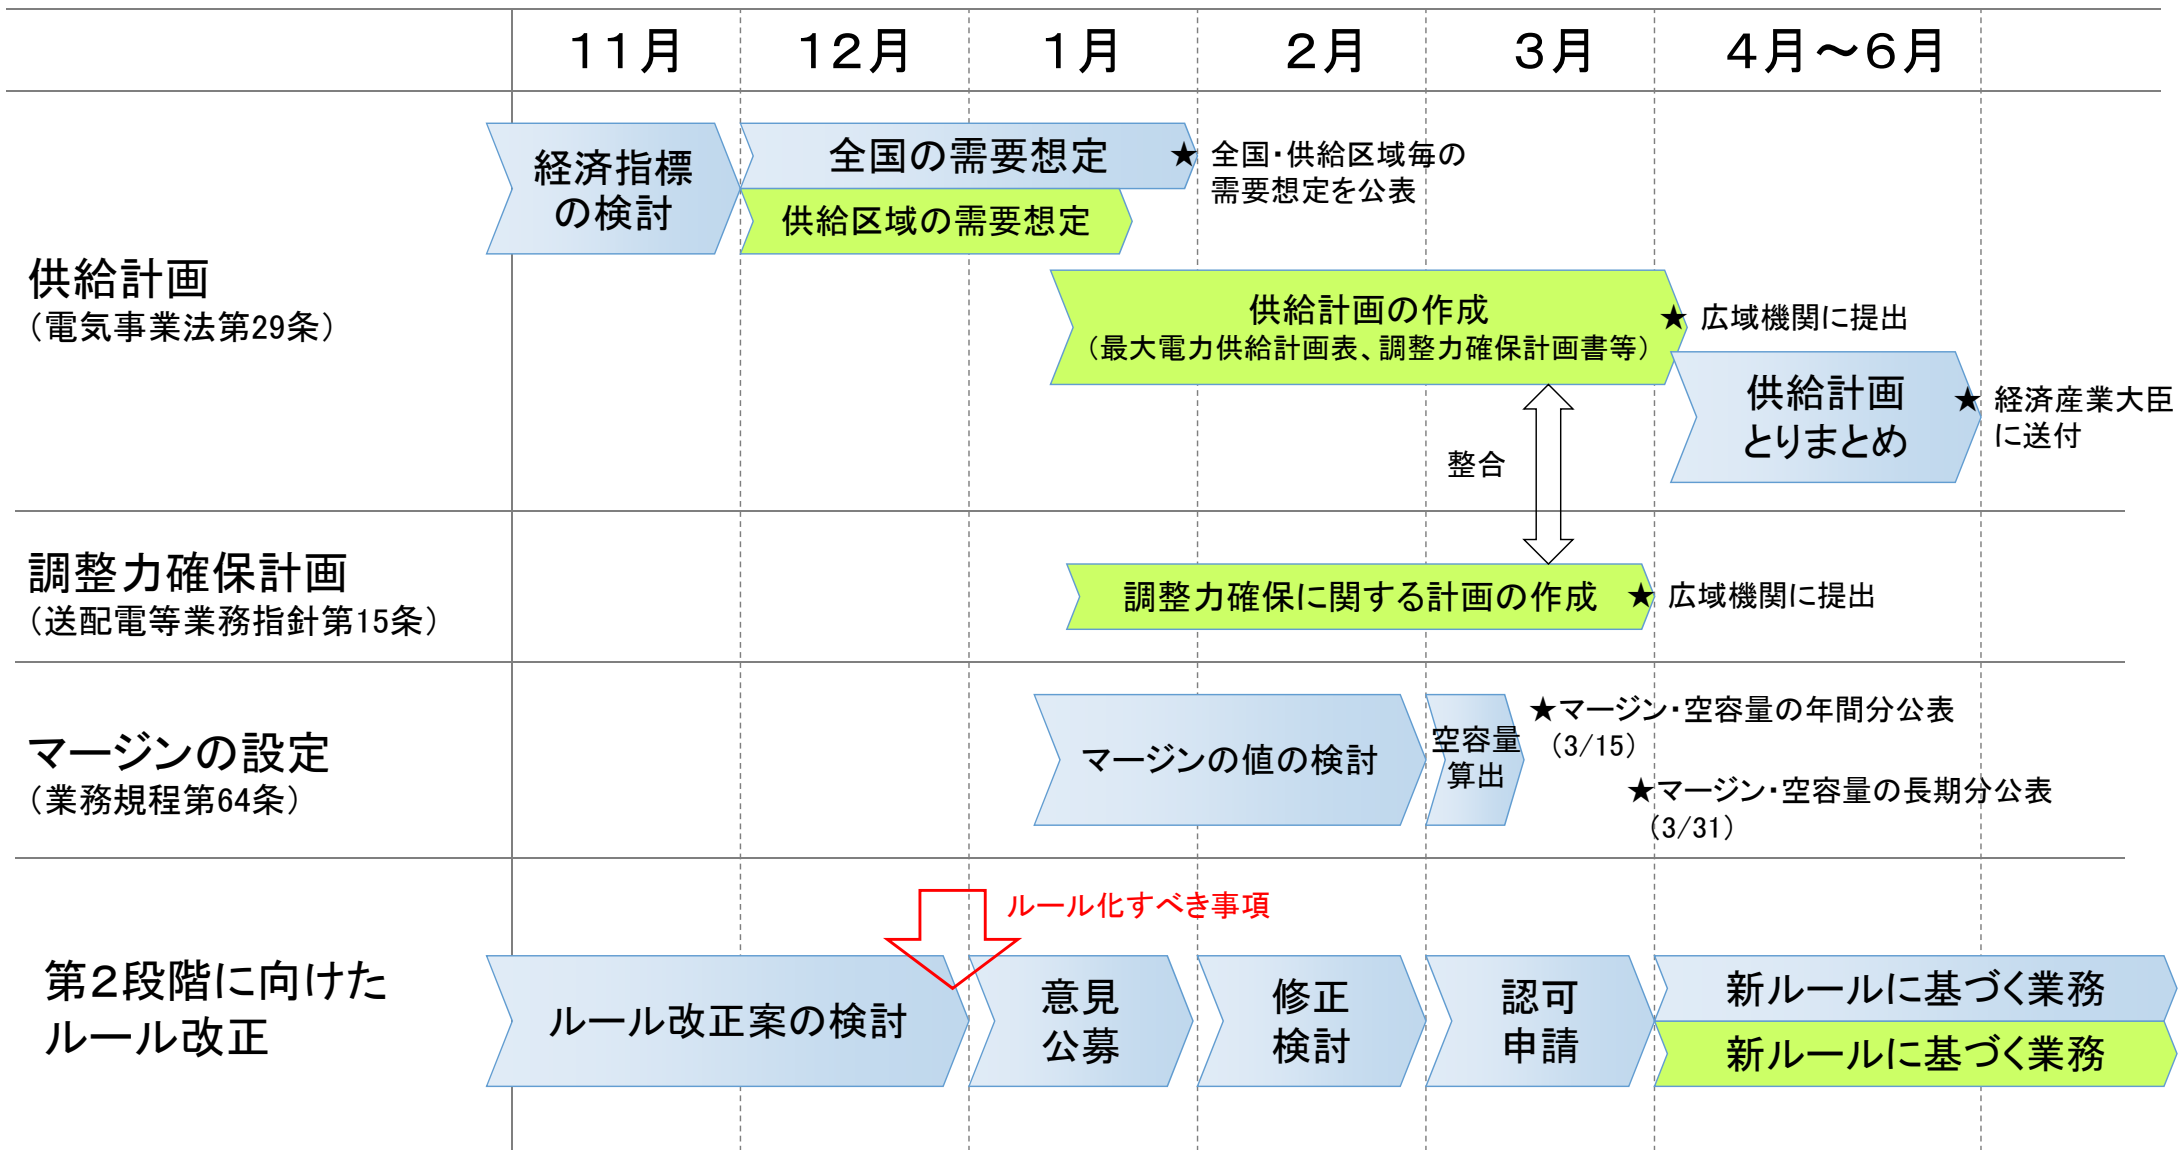 11月 12月 1月 2月 3月 4月～6月
供給計画
（電気事業法第29条）
経済指標
の検討
全国の需要想定
★ 全国・供給区域毎の
需要想定を公表
供給区域の需要想定
供給計画の作成
（最大電力供給計画表、調整力確保計画書等）
★ 広域機関に提出
供給計画
とりまとめ
★ 経済産業大臣
に送付
整合
調整力確保計画
（送配電等業務指針第15条）
調整力確保に関する計画の作成
★ 広域機関に提出
マージンの設定
（業務規程第64条）
マージンの値の検討
空容量
算出
★マージン・空容量の年間分公表
（3/15）
★マージン・空容量の長期分公表
（3/31）
第2段階に向けた
ルール改正
ルール化すべき事項
ルール改正案の検討
意見
公募
修正
検討
認可
申請
新ルールに基づく業務
新ルールに基づく業務